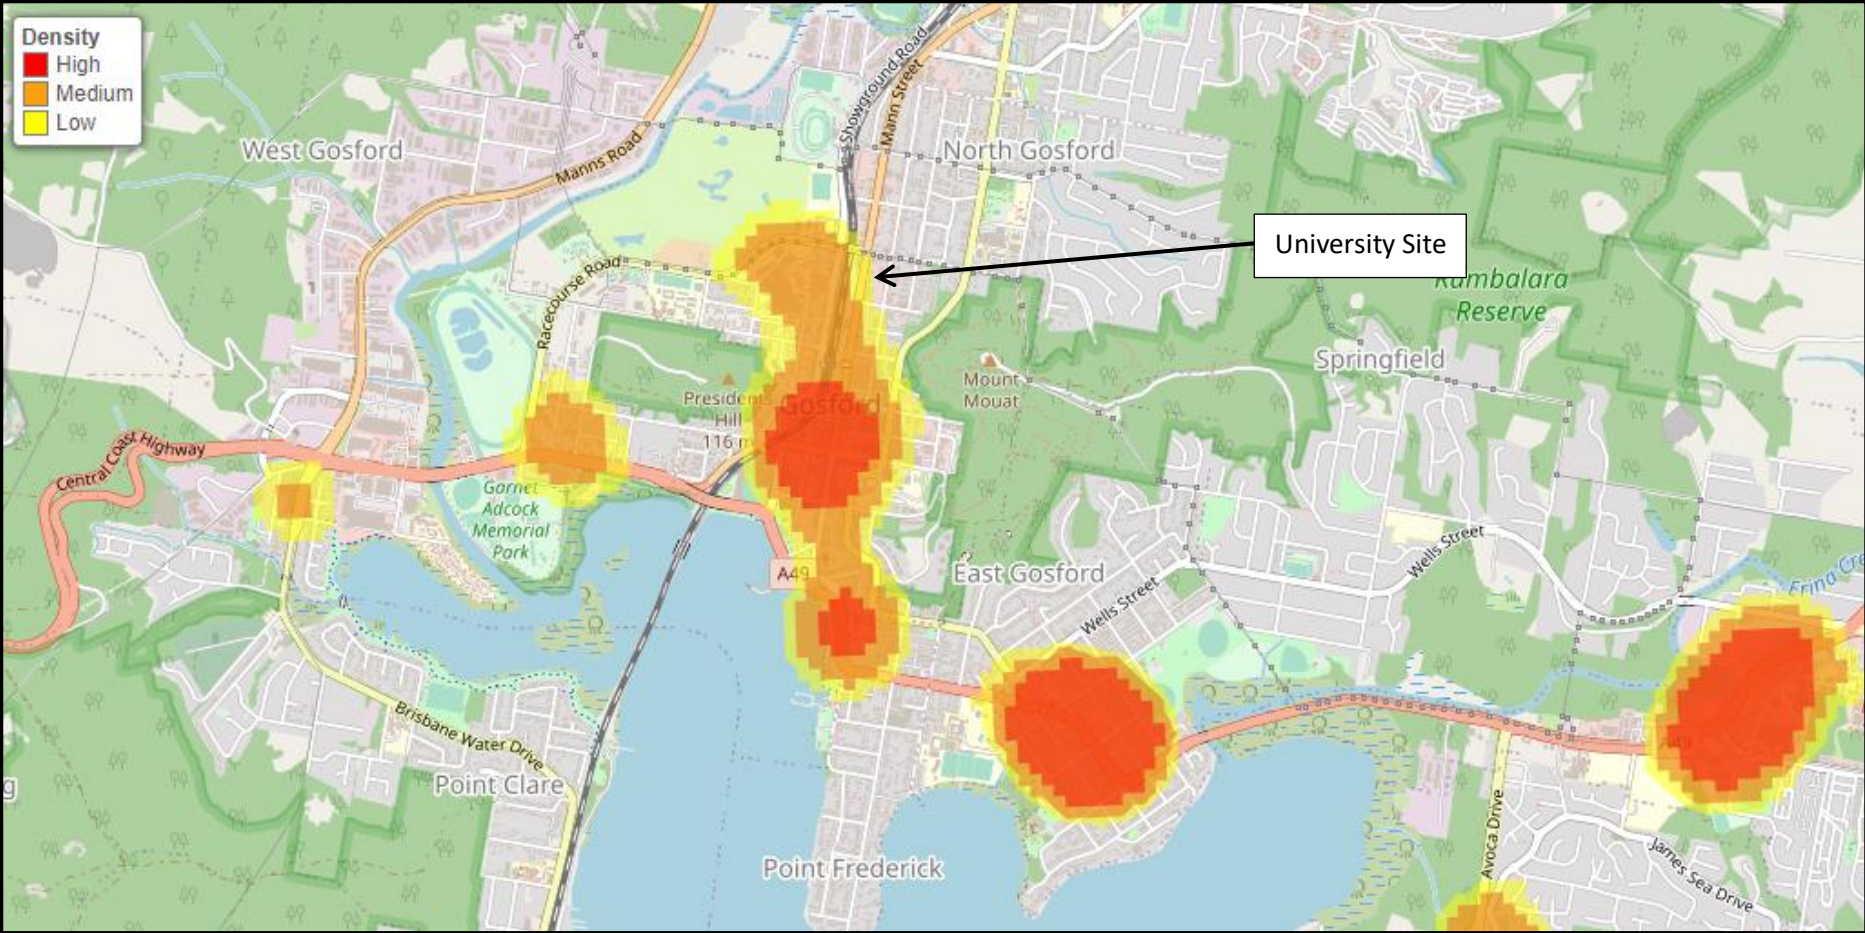 Density
High
Medium
Low
Showground Road
Mann Street
West Gosford
Manns Road
North Gosford
University Site
Kambalara
Reserve
Racecourse Road
Springfield
Mount
Mouat
Presidents
Hill
116 m
Gosford
Central Coast Highway
Garnet
Adcock
Memorial
Park
A49
East Gosford
Wells Street
Wells Street
Erina Cre
Brisbane Water Drive
Point Clare
g
Point Frederick
Avoca Drive
James Sea Drive